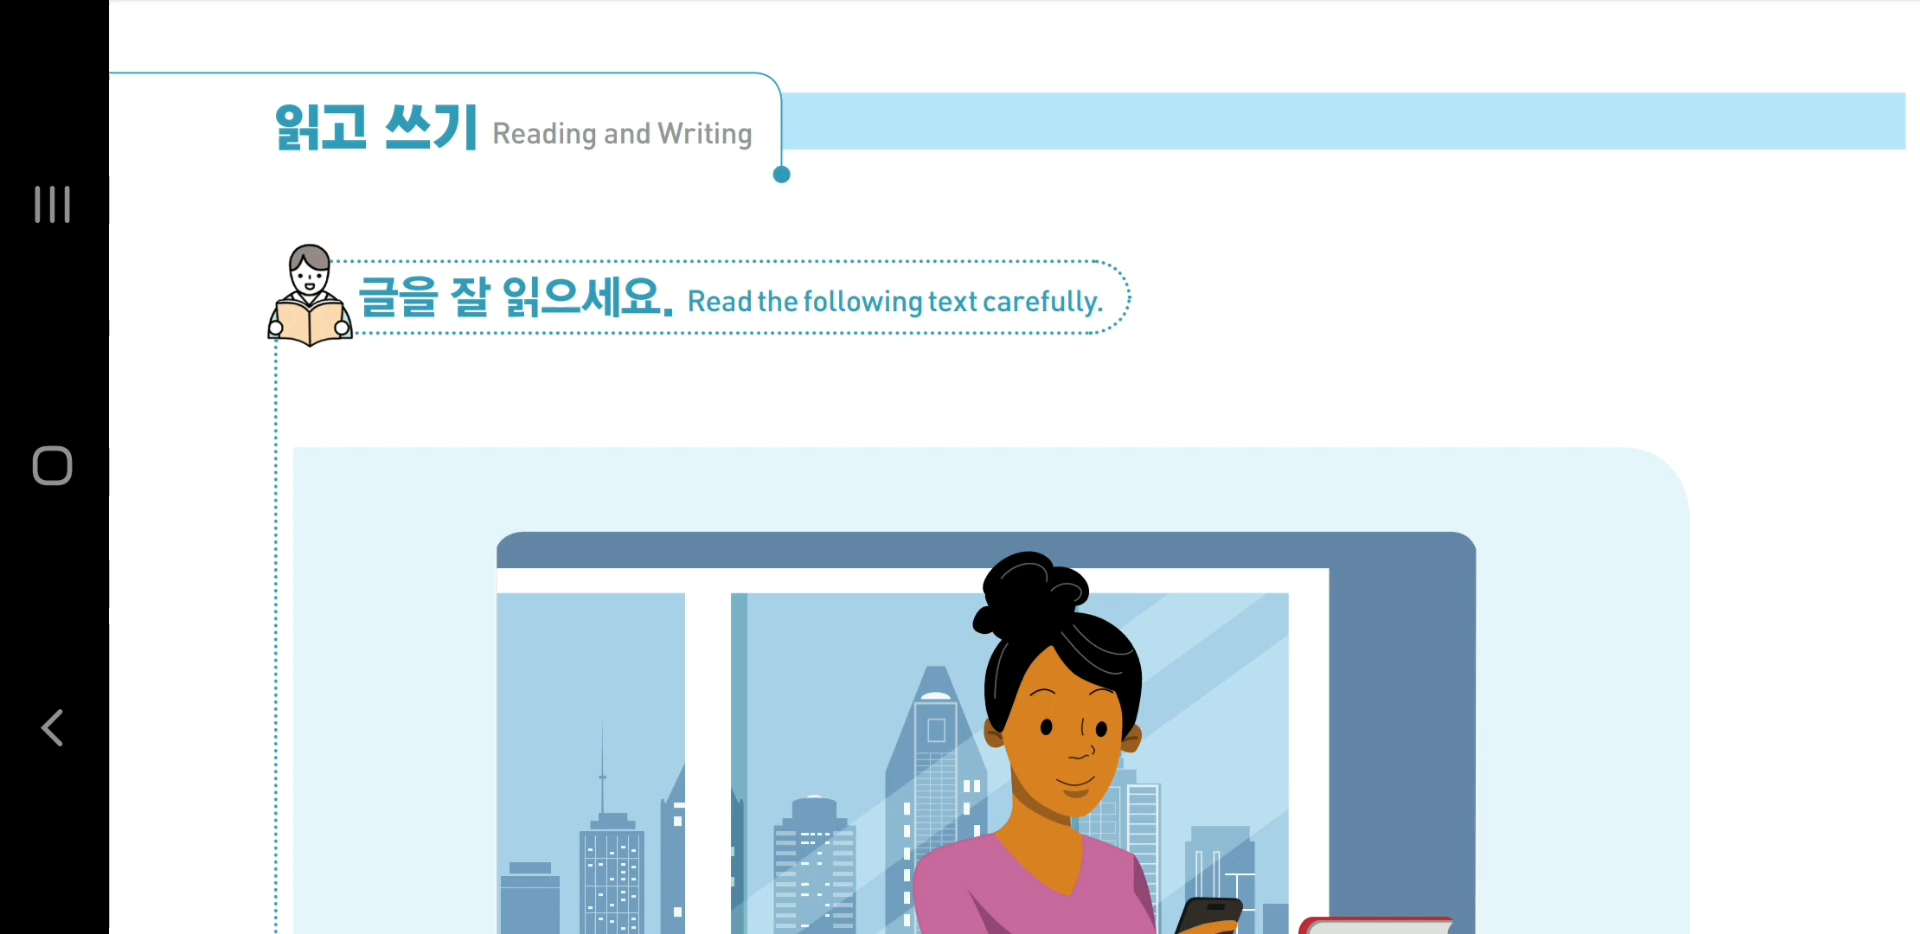 읽고 쓰기 Reading and Writing
글을 잘 읽으세요. Read the following text carefully.